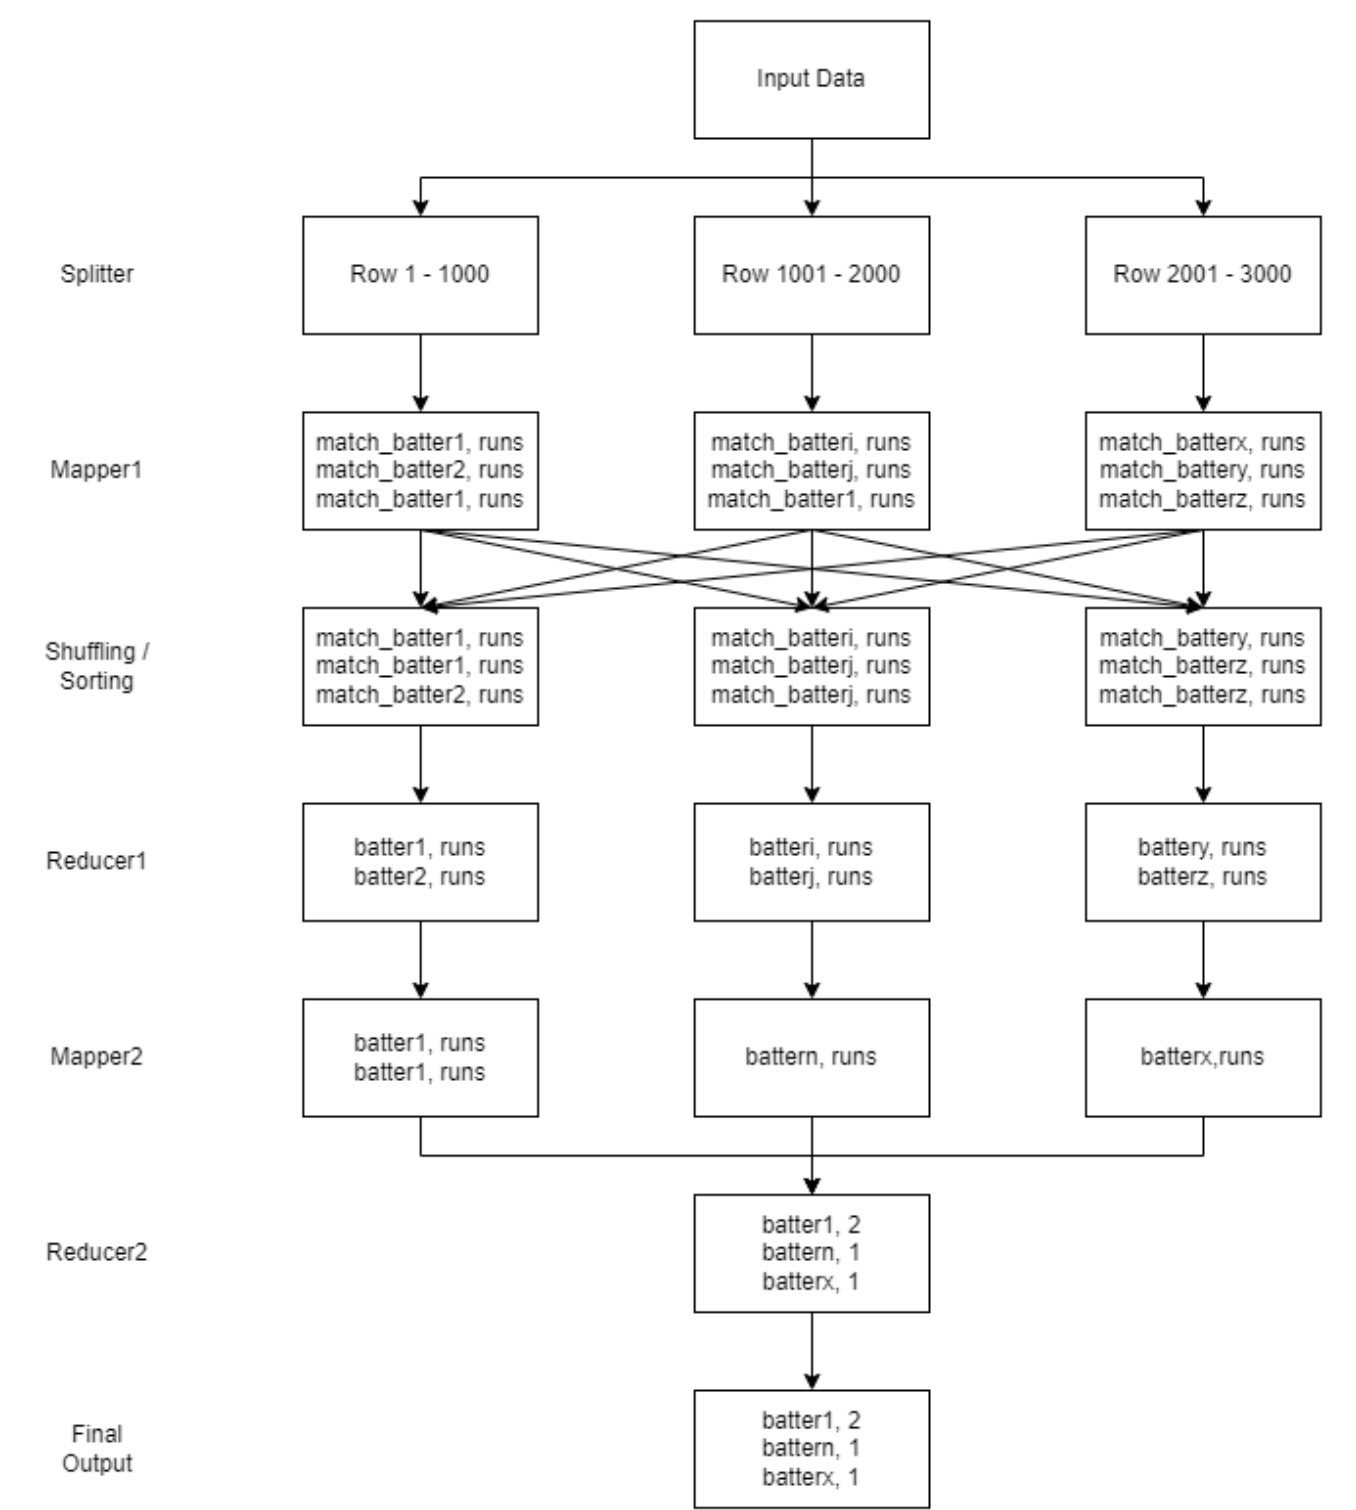 Input Data
Splitter
Row 1 - 1000
Row 1001 - 2000
Row 2001 - 3000
Mapper1
match_batter1, runs
match_batter2, runs
match_batter1, runs
match_batteri, runs
match_batterj, runs
match_batter1, runs
match_batterx, runs
match_battery, runs
match_batterz, runs
Shuffling /
Sorting
match_batter1, runs
match_batter1, runs
match_batter2, runs
match_batteri, runs
match_batterj, runs
match_batterj, runs
match_battery, runs
match_batterz, runs
match_batterz, runs
Reducer1
batter1, runs
batter2, runs
batteri, runs
batterj, runs
battery, runs
batterz, runs
Mapper2
batter1, runs
batter1, runs
battern, runs
batterx,runs
Reducer2
batter1, 2
battern, 1
batterx, 1
Final
Output
batter1, 2
battern, 1
batterx, 1